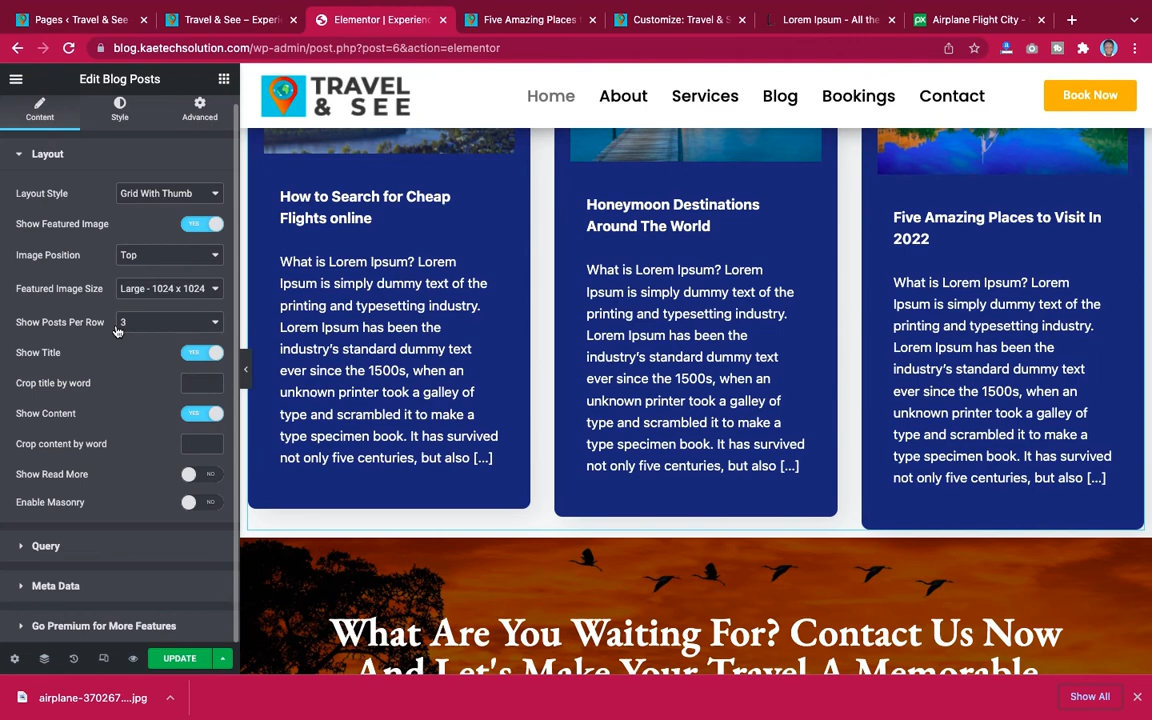 Pages ‹ Travel & See
Travel & See – Experi
Elementor | Experienc
Five Amazing Places
Customize: Travel & S
Lorem Ipsum - All the
Airplane Flight City -
blog.kaetechsolution.com/wp-admin/post.php?post=6&action=elementor
Edit Blog Posts
Content
Style
Advanced
Layout
Layout Style
Grid With Thumb
Show Featured Image
YES
Image Position
Top
Featured Image Size
Large - 1024 x 1024
Show Posts Per Row
3
Show Title
YES
Crop title by word
Show Content
YES
Crop content by word
Show Read More
NO
Enable Masonry
NO
Query
Meta Data
Go Premium for More Features
UPDATE
TRAVEL
& SEE
Home
About
Services
Blog
Bookings
Contact
Book Now
How to Search for Cheap
Flights online
What is Lorem Ipsum? Lorem
Ipsum is simply dummy text of the
printing and typesetting industry.
Lorem Ipsum has been the
industry’s standard dummy text
ever since the 1500s, when an
unknown printer took a galley of
type and scrambled it to make a
type specimen book. It has survived
not only five centuries, but also [...]
Honeymoon Destinations
Around The World
What is Lorem Ipsum? Lorem
Ipsum is simply dummy text of the
printing and typesetting industry.
Lorem Ipsum has been the
industry’s standard dummy text
ever since the 1500s, when an
unknown printer took a galley of
type and scrambled it to make a
type specimen book. It has survived
not only five centuries, but also [...]
Five Amazing Places to Visit In
2022
What is Lorem Ipsum? Lorem
Ipsum is simply dummy text of the
printing and typesetting industry.
Lorem Ipsum has been the
industry’s standard dummy text
ever since the 1500s, when an
unknown printer took a galley of
type and scrambled it to make a
type specimen book. It has survived
not only five centuries, but also [...]
What Are You Waiting For? Contact Us Now
And Let's Make Your Travel A Memorable
airplane-370267....jpg
Show All